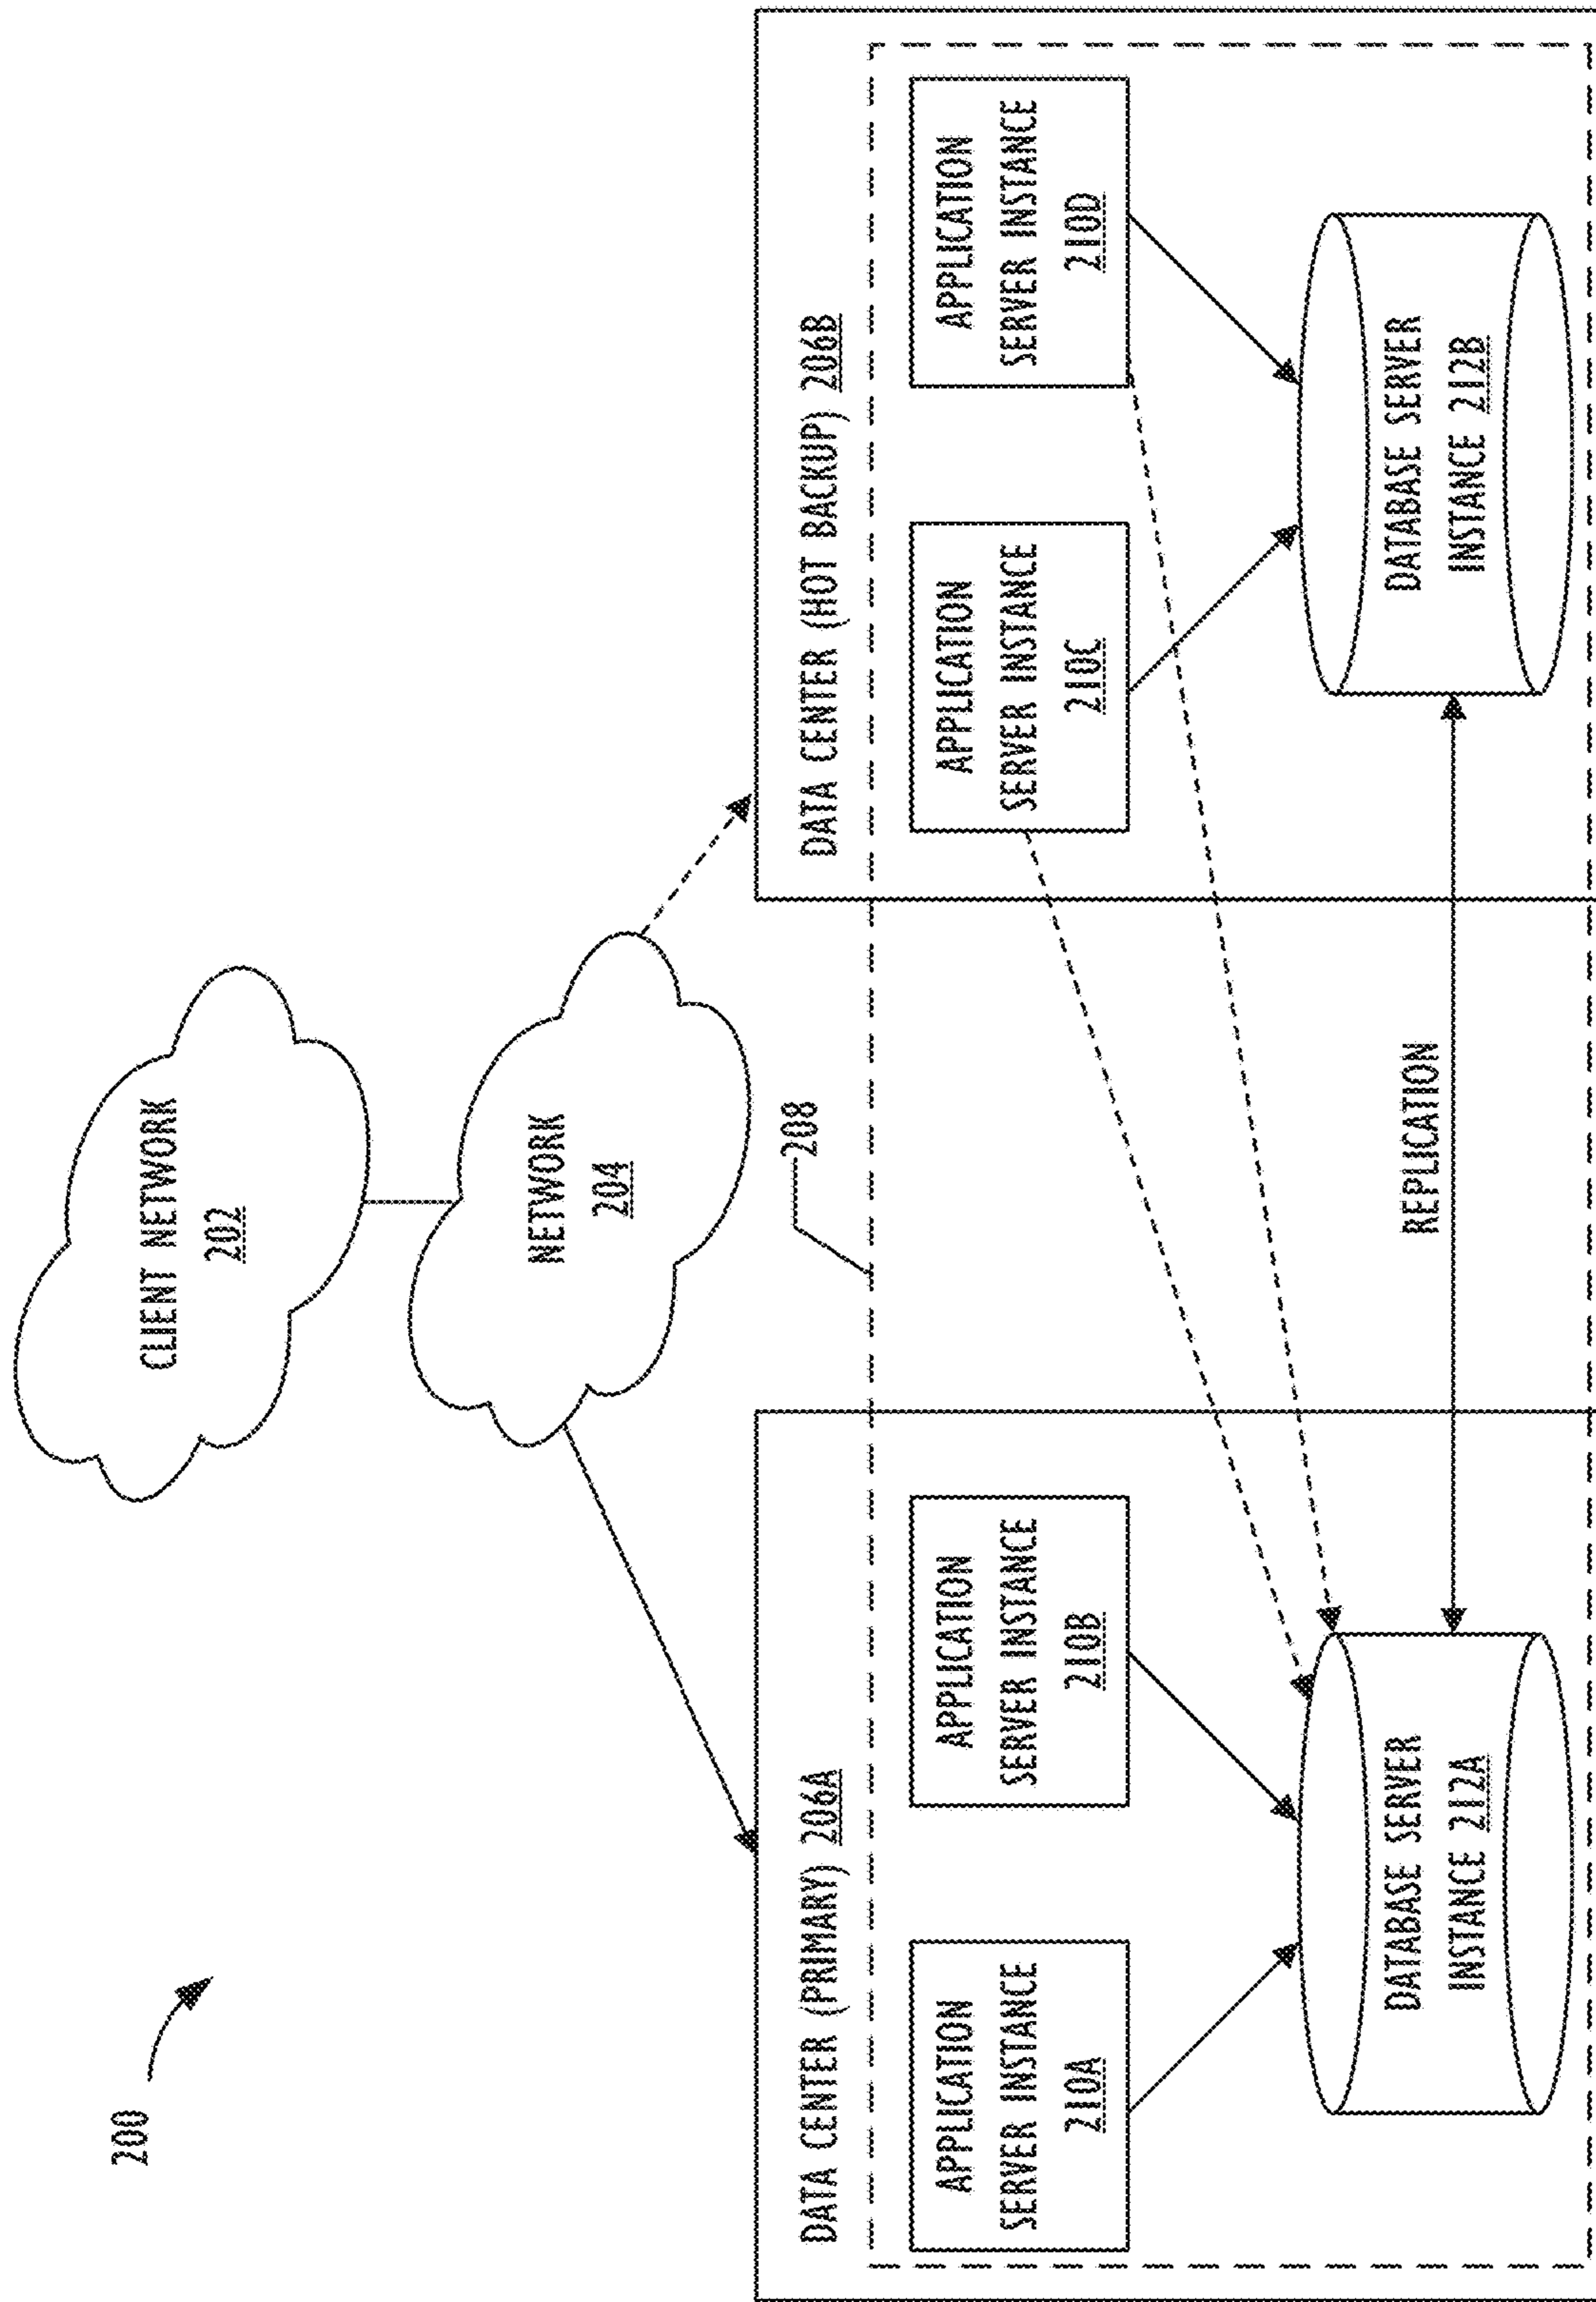 200
CLIENT NETWORK
202
NETWORK
204
208
DATA CENTER (PRIMARY) 206A
APPLICATION
SERVER INSTANCE
210A
APPLICATION
SERVER INSTANCE
210B
DATABASE SERVER
INSTANCE 212A
REPLICATION
DATA CENTER (HOT BACKUP) 206B
APPLICATION
SERVER INSTANCE
210C
APPLICATION
SERVER INSTANCE
210D
DATABASE SERVER
INSTANCE 212B